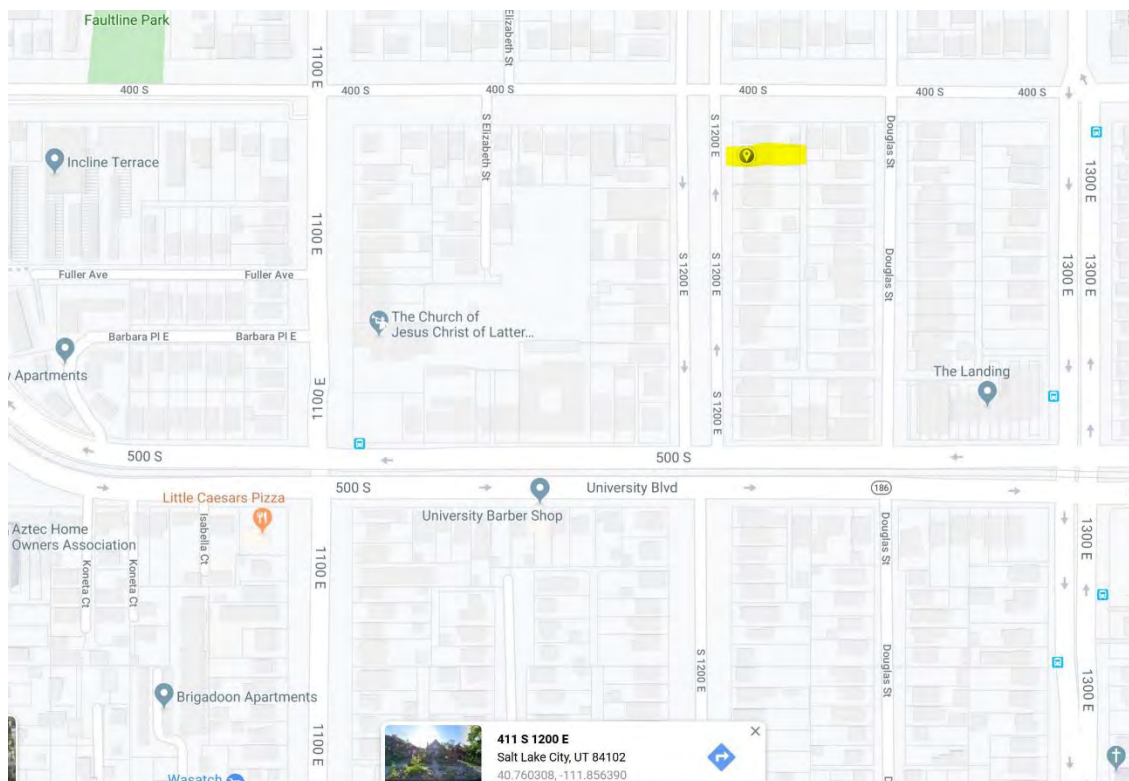 Faultline Park
1100 E
Elizabeth St
400 S
400 S
400 S
400 S
400 S
400 S
Incline Terrace
S Elizabeth St
S 1200 E
Douglas St
1300 E
1100 E
S 1200 E
S 1200 E
Douglas St
1300 E
1300 E
Fuller Ave
Fuller Ave
The Church of
Jesus Christ of Latter...
Barbara Pl E
Barbara Pl E
y Apartments
1100 E
S 1200 E
The Landing
500 S
500 S
500 S
University Blvd
186
Little Caesars Pizza
University Barber Shop
Aztec Home
Owners Association
Isabella Ct
Koneta Ct
Koneta Ct
1100 E
Douglas St
1300 E
S 1200 E
Douglas St
1300 E
Brigadoon Apartments
1100 E
411 S 1200 E
Salt Lake City, UT 84102
40.760308, -111.856390
Wasatch